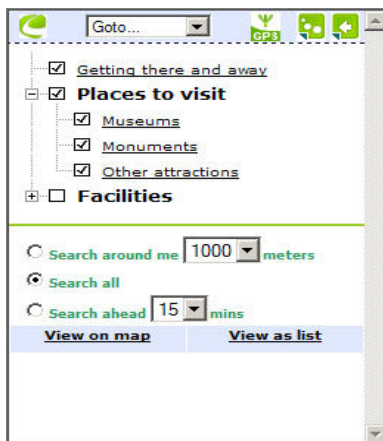 Goto...
GPS
Getting there and away
Places to visit
Museums
Monuments
Other attractions
Facilities
Search around me 1000 meters
Search all
Search ahead 15 mins
View on map View as list